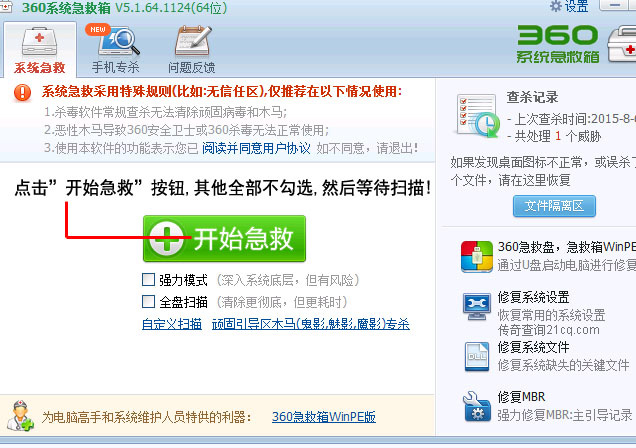 360系统急救箱 V5.1.64.1124(64位)
设置
系统急救
NEW
手机专杀
问题反馈
360
系统急救箱
系统急救采用特殊规则(比如:无信任区),仅推荐在以下情况使用:
1.杀毒软件常规查杀无法清除顽固病毒和木马;
2.恶性木马导致360安全卫士或360杀毒无法正常使用;
3.使用本软件的功能表示您已 阅读并同意用户协议 如不同意,请退出!
点击”开始急救”按钮,其他全部不勾选,然后等待扫描!
开始急救
强力模式 (深入系统底层,但有风险)
全盘扫描 (清除更彻底,但更耗时)
自定义扫描 顽固引导区木马(鬼影,魅影,魔影)专杀
为电脑高手和系统维护人员特供的利器: 360急救箱WinPE版
查杀记录
- 上次查杀时间:2015-8-
- 共处理 1 个威胁
如果发现桌面图标不正常，或误杀了
个文件，请在这里恢复
文件隔离区
360急救盘，急救箱WinPE
通过U盘启动电脑进行修复
修复系统设置
恢复常用的系统设置
传奇查询21cq.com
修复系统文件
修复系统缺失的关键文件
DLL
修复MBR
强力修复MBR:主引导记录